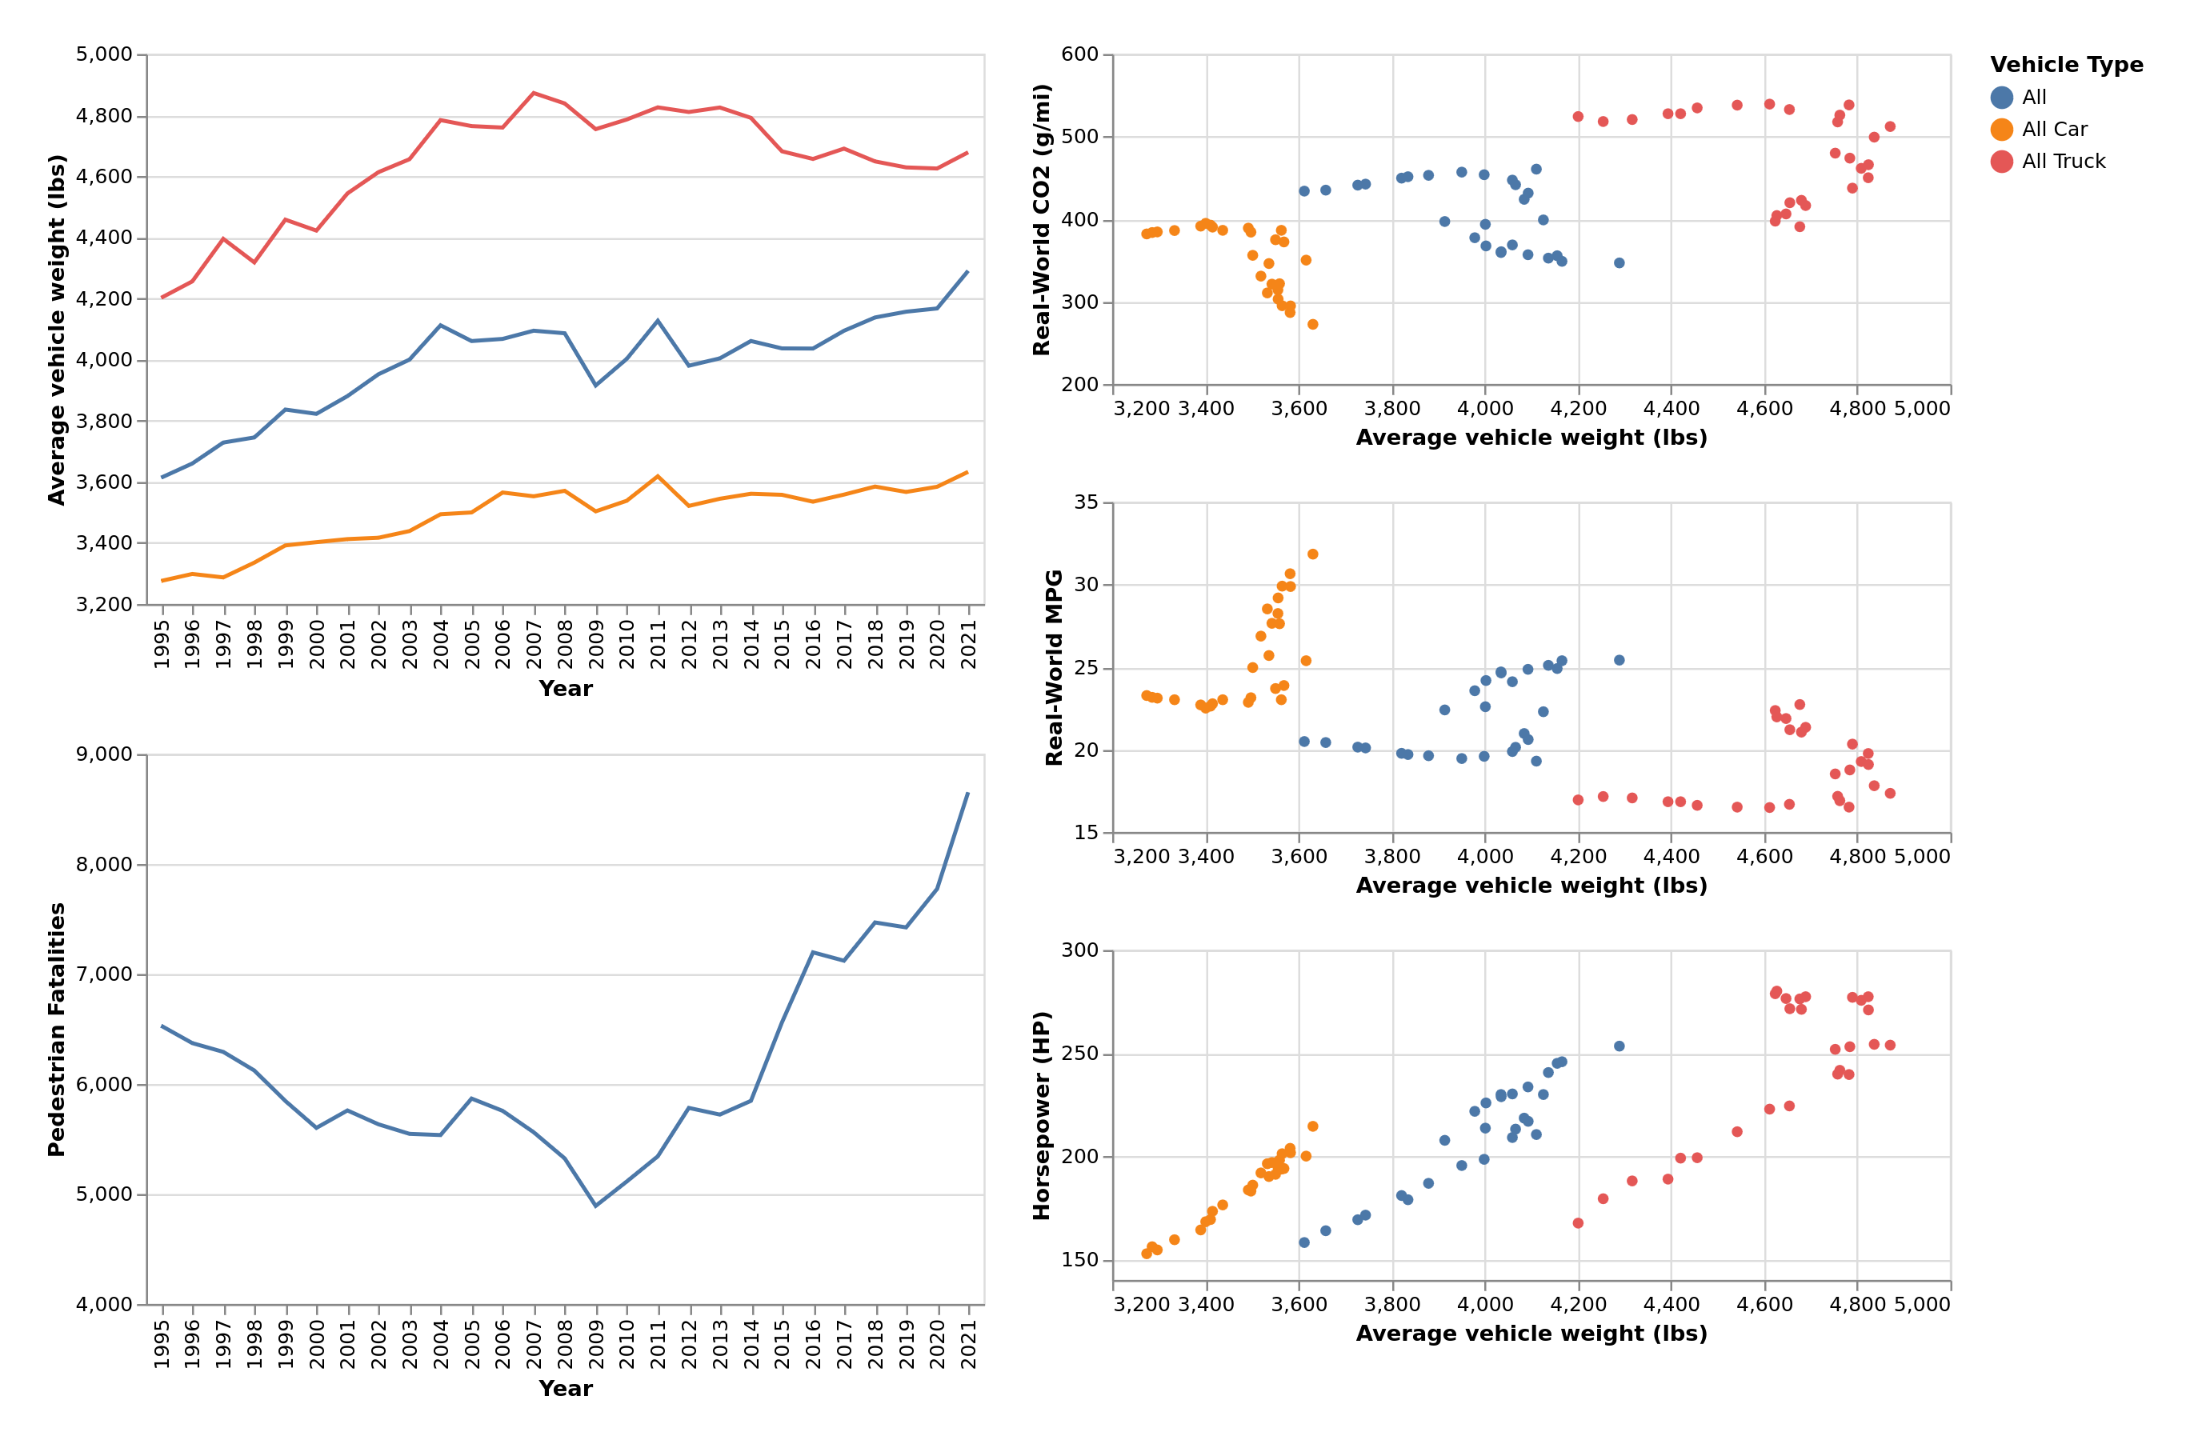 5,000
4,800
4,600
4,400
4,200
4,000
3,800
3,600
3,400
3,200
Average vehicle weight (lbs)
1995 1996 1997 1998 1999 2000 2001 2002 2003 2004 2005 2006 2007 2008 2009 2010 2011 2012 2013 2014 2015 2016 2017 2018 2019 2020 2021
Year
9,000
8,000
7,000
6,000
5,000
4,000
Pedestrian Fatalities
1995 1996 1997 1998 1999 2000 2001 2002 2003 2004 2005 2006 2007 2008 2009 2010 2011 2012 2013 2014 2015 2016 2017 2018 2019 2020 2021
Year
600
500
400
300
200
Real-World CO2 (g/mi)
3,200 3,400 3,600 3,800 4,000 4,200 4,400 4,600 4,800 5,000
Average vehicle weight (lbs)
35
30
25
20
15
Real-World MPG
3,200 3,400 3,600 3,800 4,000 4,200 4,400 4,600 4,800 5,000
Average vehicle weight (lbs)
300
250
200
150
Horsepower (HP)
3,200 3,400 3,600 3,800 4,000 4,200 4,400 4,600 4,800 5,000
Average vehicle weight (lbs)
Vehicle Type
All
All Car
All Truck